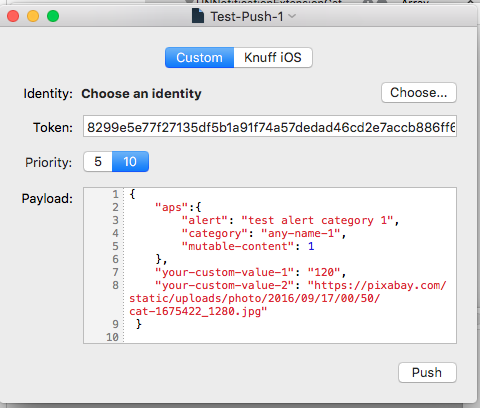 Test-Push-1
Custom Knuff iOS
Identity: Choose an identity Choose...
Token: 8299e5e77f27135df5b1a91f74a57dedad46cd2e7accb886ff6
Priority: 5 10
Payload: 1 {
2 "aps":{
3 "alert": "test alert category 1",
4 "category": "any-name-1",
5 "mutable-content": 1
6 },
7 "your-custom-value-1": "120",
8 "your-custom-value-2": "https://pixabay.com/
static/uploads/photo/2016/09/17/00/50/
cat-1675422_1280.jpg"
9 }
10
Push